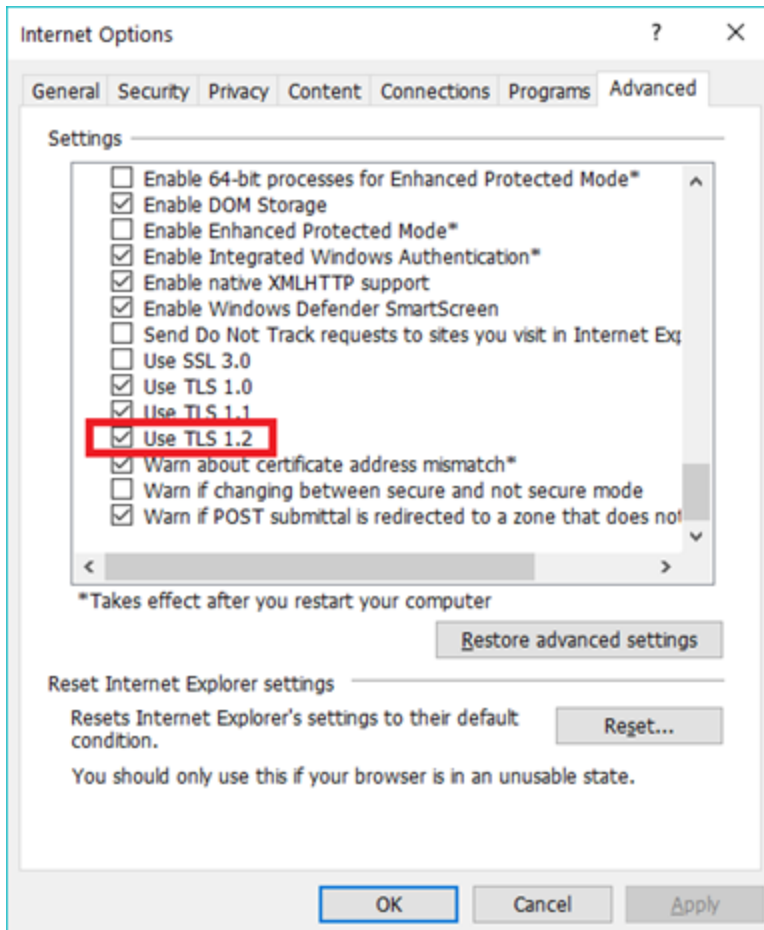 Internet Options ?
General Security Privacy Content Connections Programs Advanced
Settings
Enable 64-bit processes for Enhanced Protected Mode*
Enable DOM Storage
Enable Enhanced Protected Mode*
Enable Integrated Windows Authentication*
Enable native XMLHTTP support
Enable Windows Defender SmartScreen
Send Do Not Track requests to sites you visit in Internet Exp
Use SSL 3.0
Use TLS 1.0
Use TLS 1.1
Use TLS 1.2
Warn about certificate address mismatch*
Warn if changing between secure and not secure mode
Warn if POST submittal is redirected to a zone that does not
*Takes effect after you restart your computer
Restore advanced settings
Reset Internet Explorer settings
Resets Internet Explorer's settings to their default
condition.
Reset...
You should only use this if your browser is in an unusable state.
OK Cancel Apply